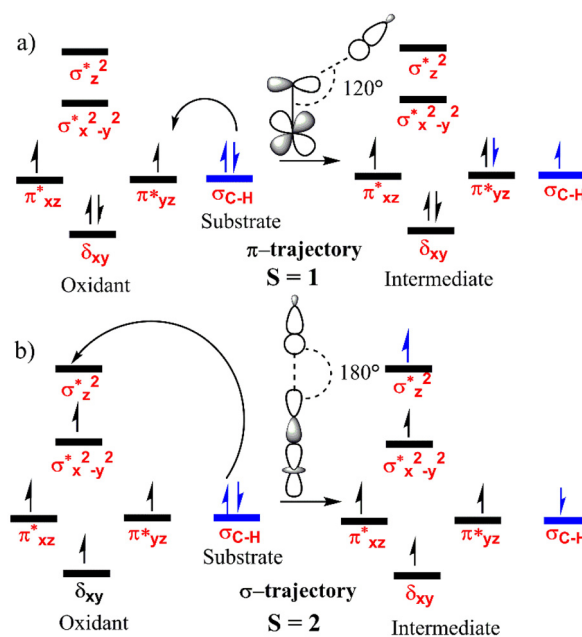 a)
σ*z2
σ*x2-y2
π*xz
π*yz
σC-H
Substrate
δxy
Oxidant
120°
π–trajectory
S = 1
σ*z2
σ*x2-y2
π*xz
π*yz
σC-H
δxy
Intermediate
b)
σ*z2
σ*x2-y2
π*xz
π*yz
σC-H
Substrate
δxy
Oxidant
180°
σ–trajectory
S = 2
σ*z2
σ*x2-y2
π*xz
π*yz
σC-H
δxy
Intermediate